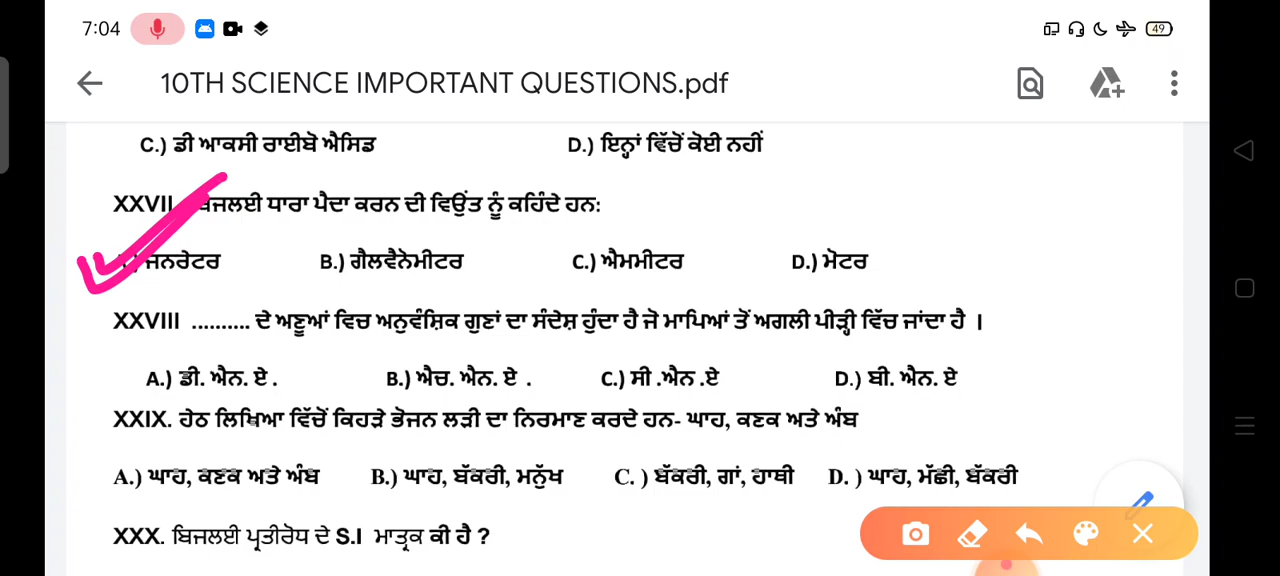 7:04
49
10TH SCIENCE IMPORTANT QUESTIONS.pdf
C.) ਡੀ ਆਕਸੀ ਰਾਈਬੋ ਐਸਿਡ D.) ਇਨ੍ਹਾਂ ਵਿੱਚੋਂ ਕੋਈ ਨਹੀਂ
XXVII ਧਾਰਾ ਪੈਦਾ ਕਰਨ ਦੀ ਵਿਉਂਤ ਨੂੰ ਕਹਿੰਦੇ ਹਨ:
ਜਨਰੇਟਰ B.) ਗੈਲਵੈਨੋਮੀਟਰ C.) ਐਮਮੀਟਰ D.) ਮੋਟਰ
XXVIII .......... ਦੇ ਅਣੂਆਂ ਵਿਚ ਅਨੁਵੰਸ਼ਿਕ ਗੁਣਾਂ ਦਾ ਸੰਦੇਸ਼ ਹੁੰਦਾ ਹੈ ਜੋ ਮਾਪਿਆਂ ਤੋਂ ਅਗਲੀ ਪੀੜ੍ਹੀ ਵਿੱਚ ਜਾਂਦਾ ਹੈ ।
A.) ਡੀ. ਐਨ. ਏ . B.) ਐਚ. ਐਨ. ਏ . C.) ਸੀ .ਐਨ .ਏ D.) ਬੀ. ਐਨ. ਏ
XXIX. ਹੇਠ ਲਿਖਿਆ ਵਿੱਚੋਂ ਕਿਹੜੇ ਭੋਜਨ ਲੜੀ ਦਾ ਨਿਰਮਾਣ ਕਰਦੇ ਹਨ- ਘਾਹ, ਕਣਕ ਅਤੇ ਅੰਬ
A.) ਘਾਹ, ਕਣਕ ਅਤੇ ਅੰਬ B.) ਘਾਹ, ਬੱਕਰੀ, ਮਨੁੱਖ C. ) ਬੱਕਰੀ, ਗਾਂ, ਹਾਥੀ D. ) ਘਾਹ, ਮੱਛੀ, ਬੱਕਰੀ
XXX. ਬਿਜਲਈ ਪ੍ਰਤੀਰੋਧ ਦੇ S.I ਮਾਤ੍ਰਕ ਕੀ ਹੈ ?